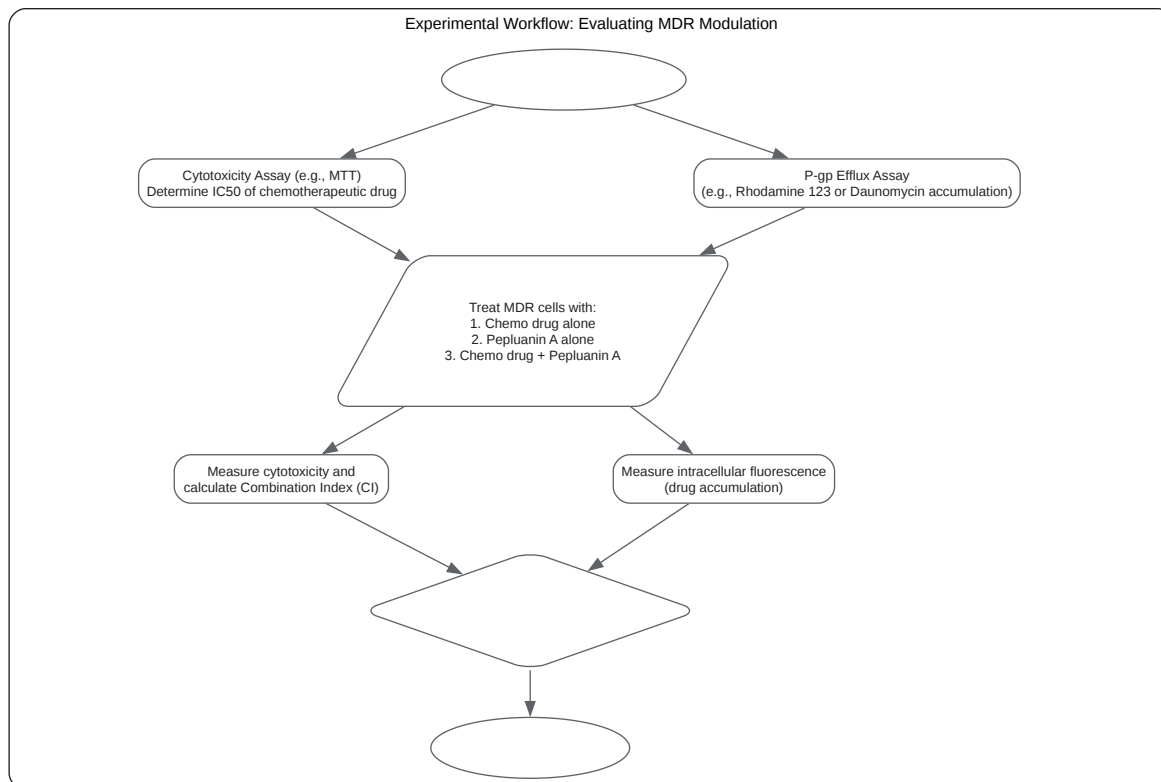 Experimental Workflow: Evaluating MDR Modulation
Cytotoxicity Assay (e.g., MTT)
Determine IC50 of chemotherapeutic drug
P-gp Efflux Assay
(e.g., Rhodamine 123 or Daunomycin accumulation)
Treat MDR cells with:
1. Chemo drug alone
2. Pepluanin A alone
3. Chemo drug + Pepluanin A
Measure cytotoxicity and
calculate Combination Index (CI)
Measure intracellular fluorescence
(drug accumulation)